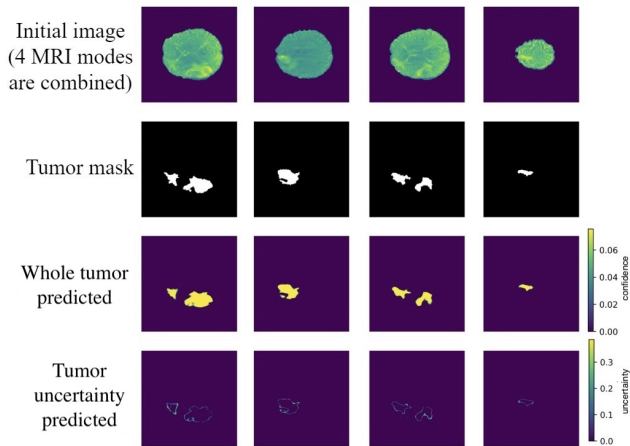 Initial image
(4 MRI modes
are combined)
Tumor mask
Whole tumor
predicted
0.06
0.04
0.02
0.00
confidence
Tumor
uncertainty
predicted
0.3
0.2
0.1
0.0
uncertainty